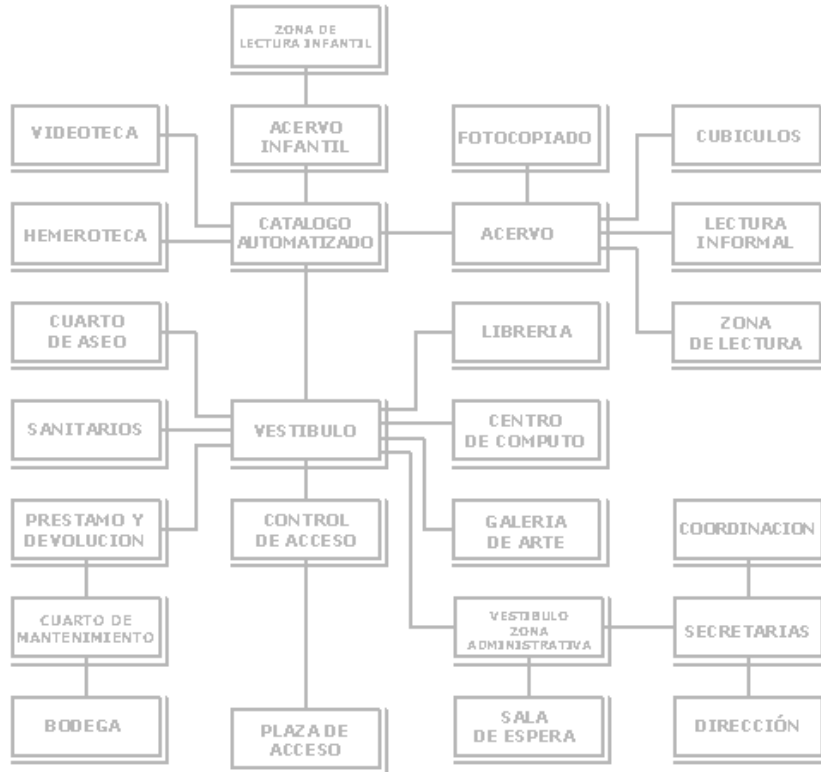 ZONA DE
LECTURA INFANTIL
VIDEOTECA
ACERVO
INFANTIL
FOTOCOPIADO
CUBICULOS
HEMEROTECA
CATALOGO
AUTOMATIZADO
ACERVO
LECTURA
INFORMAL
CUARTO
DE ASEO
LIBRERIA
ZONA
DE LECTURA
SANITARIOS
VESTIBULO
CENTRO
DE COMPUTO
PRESTAMO Y
DEVOLUCION
CONTROL
DE ACCESO
GALERIA
DE ARTE
COORDINACION
CUARTO DE
MANTENIMIENTO
VESTIBULO
ZONA
ADMINISTRATIVA
SECRETARIAS
BODEGA
PLAZA DE
ACCESO
SALA
DE ESPERA
DIRECCIÓN